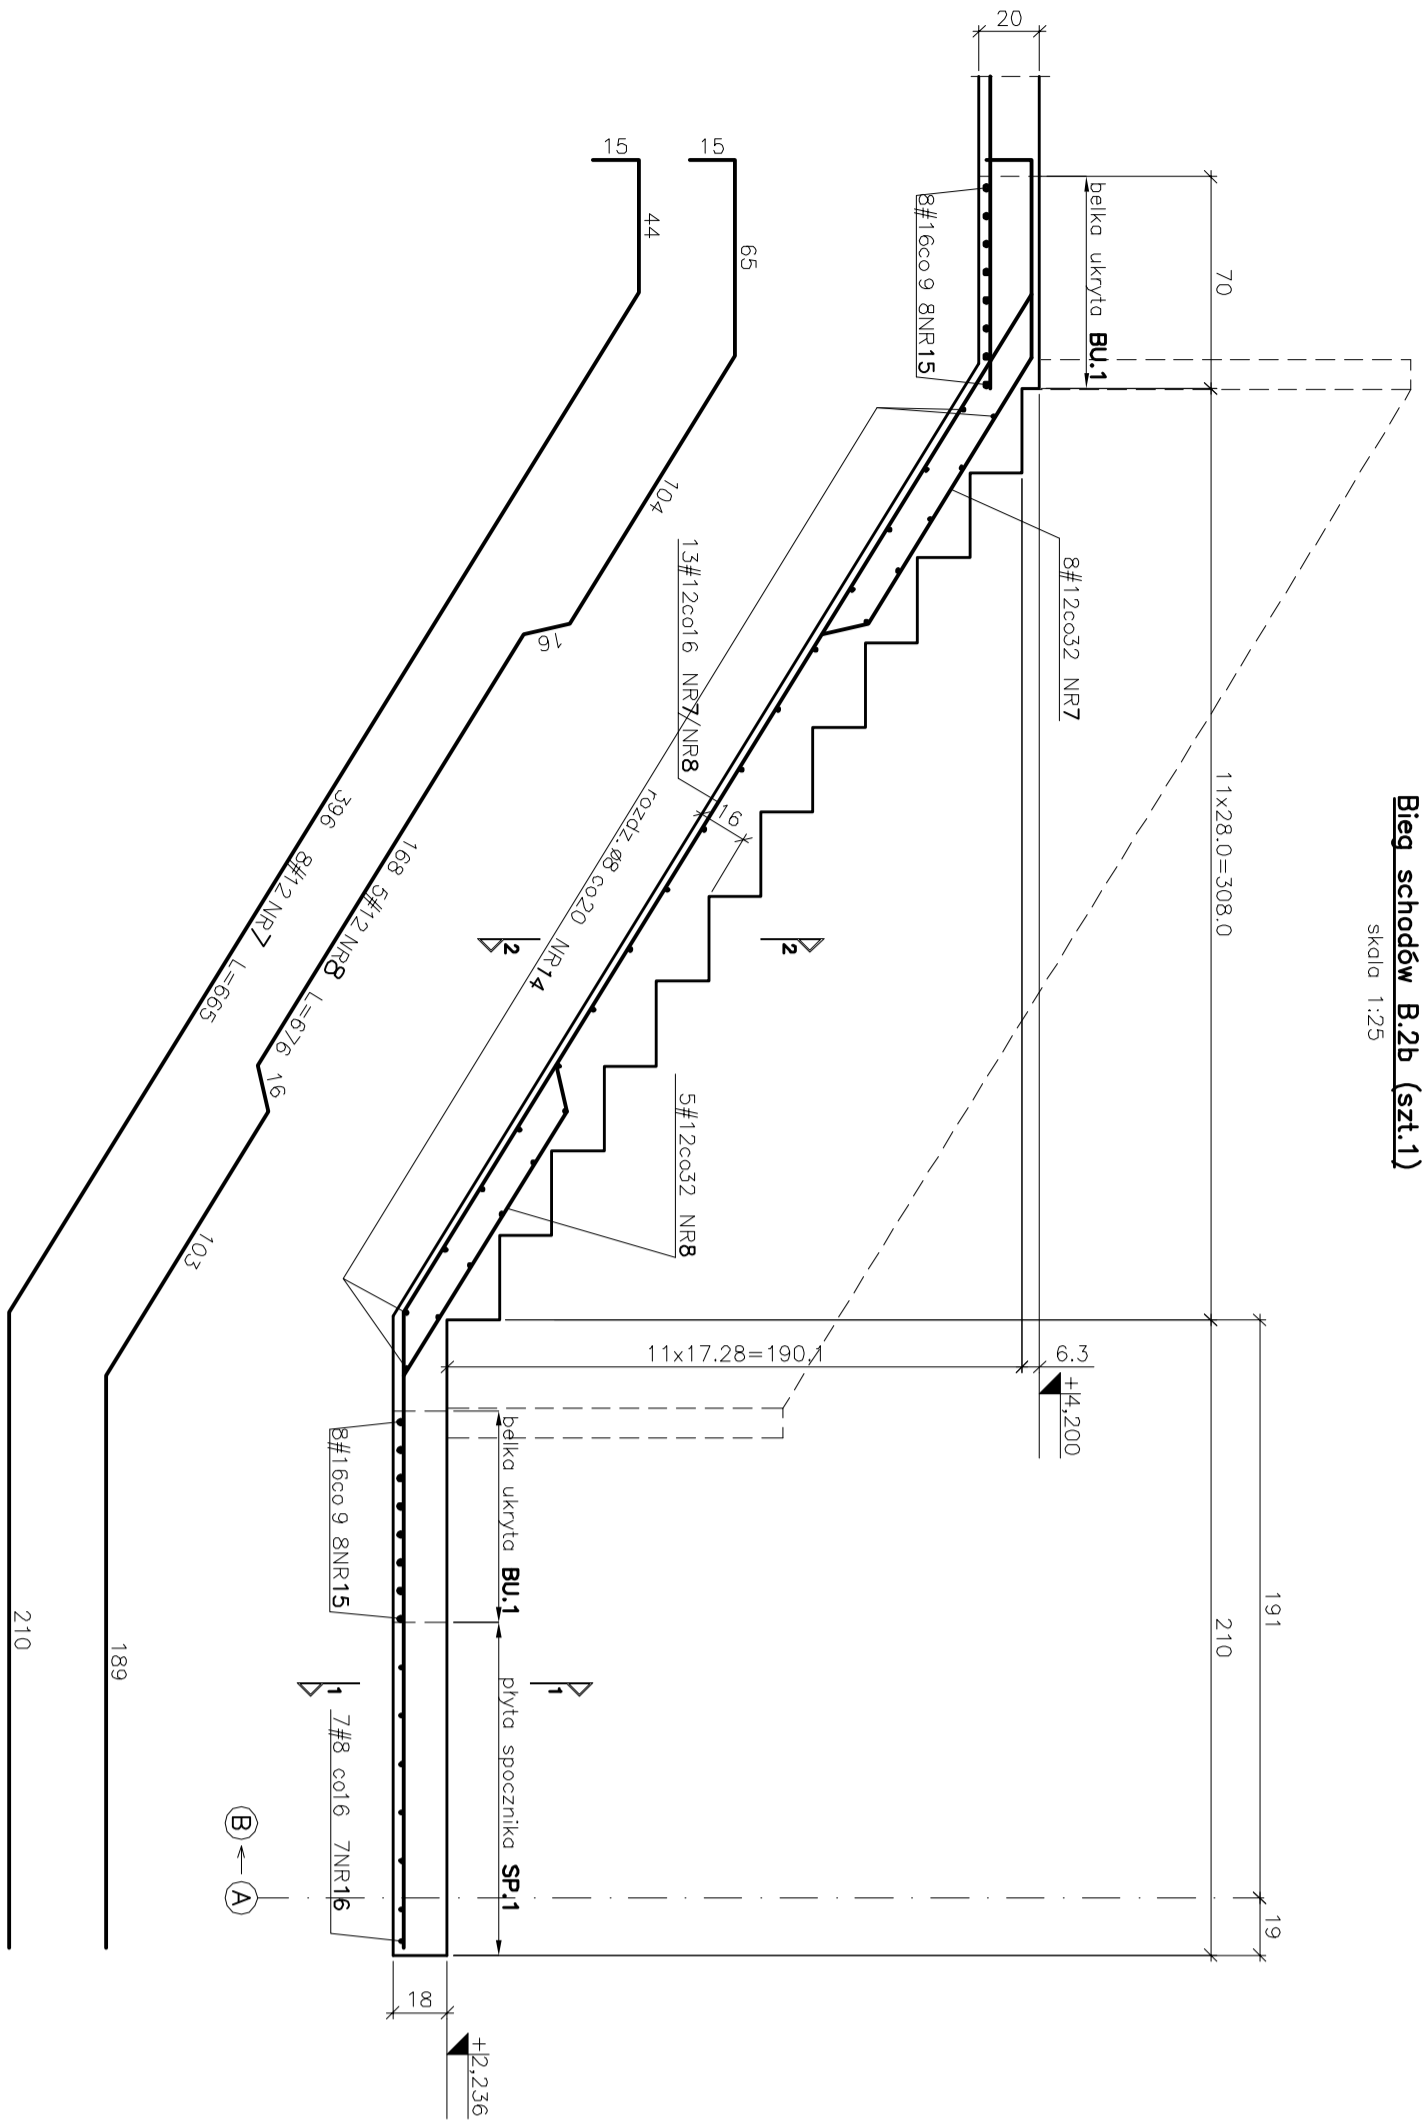 Bieg schodów B.2b (szt.1)
skala 1:25
20
70
11x28.0=308.0
210
191
19
belka ukryta BU.1
8#16co 9 8NR15
8#12co32 NR7
13#12co16 NR7/NR8
16
rozdz. ø8 co20 NR14
2
2
5#12co32 NR8
11x17.28=190.1
6.3
+4,200
belka ukryta BU.1
8#16co 9 8NR15
płyta spocznika SP.1
1
1
7#8 co16 7NR16
B
A
18
+2,236
15
65
104
16
168 5#12 NR8 L=676
16
103
189
15
44
396 8#12 NR7 L=665
210